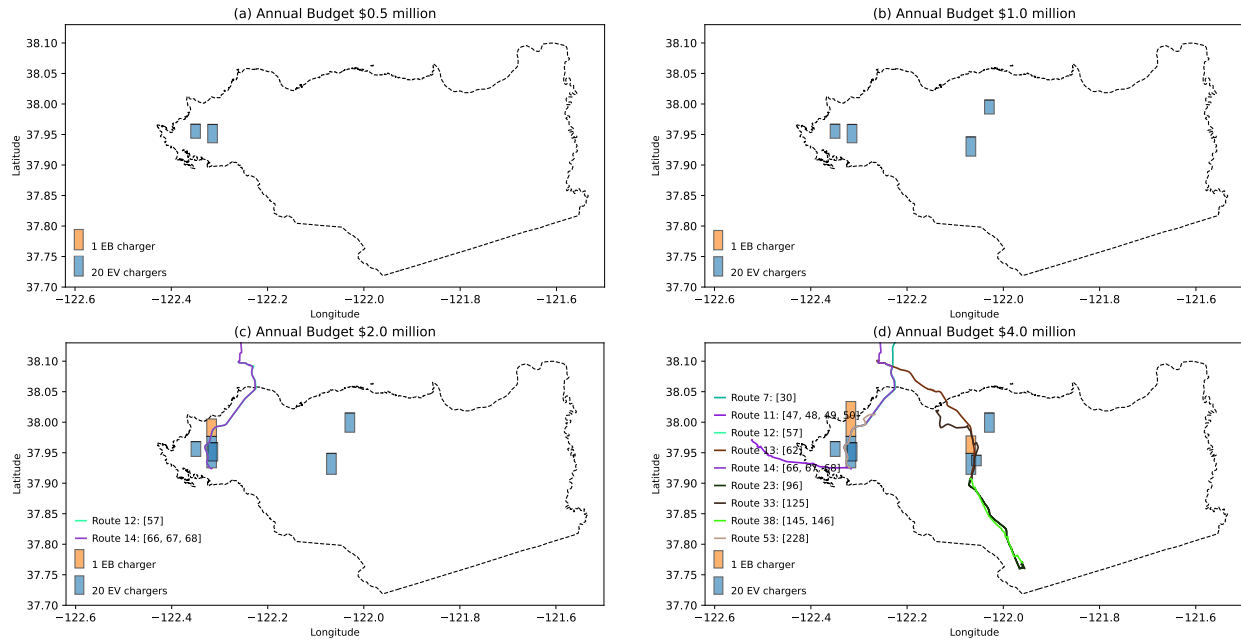 (a) Annual Budget $0.5 million
38.10
38.05
38.00
37.95
37.90
37.85
37.80
37.75
37.70
Latitude
1 EB charger
20 EV chargers
−122.6
−122.4
−122.2
−122.0
−121.8
−121.6
Longitude
(b) Annual Budget $1.0 million
38.10
38.05
38.00
37.95
37.90
37.85
37.80
37.75
37.70
Latitude
1 EB charger
20 EV chargers
−122.6
−122.4
−122.2
−122.0
−121.8
−121.6
Longitude
(c) Annual Budget $2.0 million
38.10
38.05
38.00
37.95
37.90
37.85
37.80
37.75
37.70
Latitude
Route 12: [57]
Route 14: [66, 67, 68]
1 EB charger
20 EV chargers
−122.6
−122.4
−122.2
−122.0
−121.8
−121.6
Longitude
(d) Annual Budget $4.0 million
38.10
38.05
38.00
37.95
37.90
37.85
37.80
37.75
37.70
Latitude
Route 7: [30]
Route 11: [47, 48, 49, 50]
Route 12: [57]
Route 13: [62]
Route 14: [66, 67, 68]
Route 23: [96]
Route 33: [125]
Route 38: [145, 146]
Route 53: [228]
1 EB charger
20 EV chargers
−122.6
−122.4
−122.2
−122.0
−121.8
−121.6
Longitude